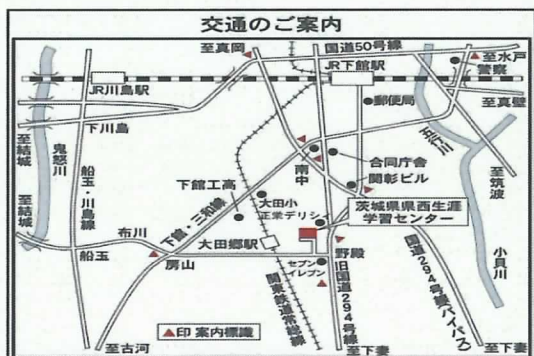 交通のご案内
至真岡
国道50号線
至水戸
警察
JR川島駅
JR下館駅
郵便局
至真壁
下川島
五行川
至結城
鬼怒川
船玉・川島線
南中
合同庁舎
関彰ビル
至筑波
下館工高
大田小
正栄デリシィ
茨城県県西生涯
学習センター
小貝川
至結城
布川
下館・三和線
大田郷駅
野殿
船玉
房山
セブン
イレブン
関東鉄道常総線
旧国道294号線
国道294号線(バイパス)
▲印 案内標識
至古河
至下妻
至下妻